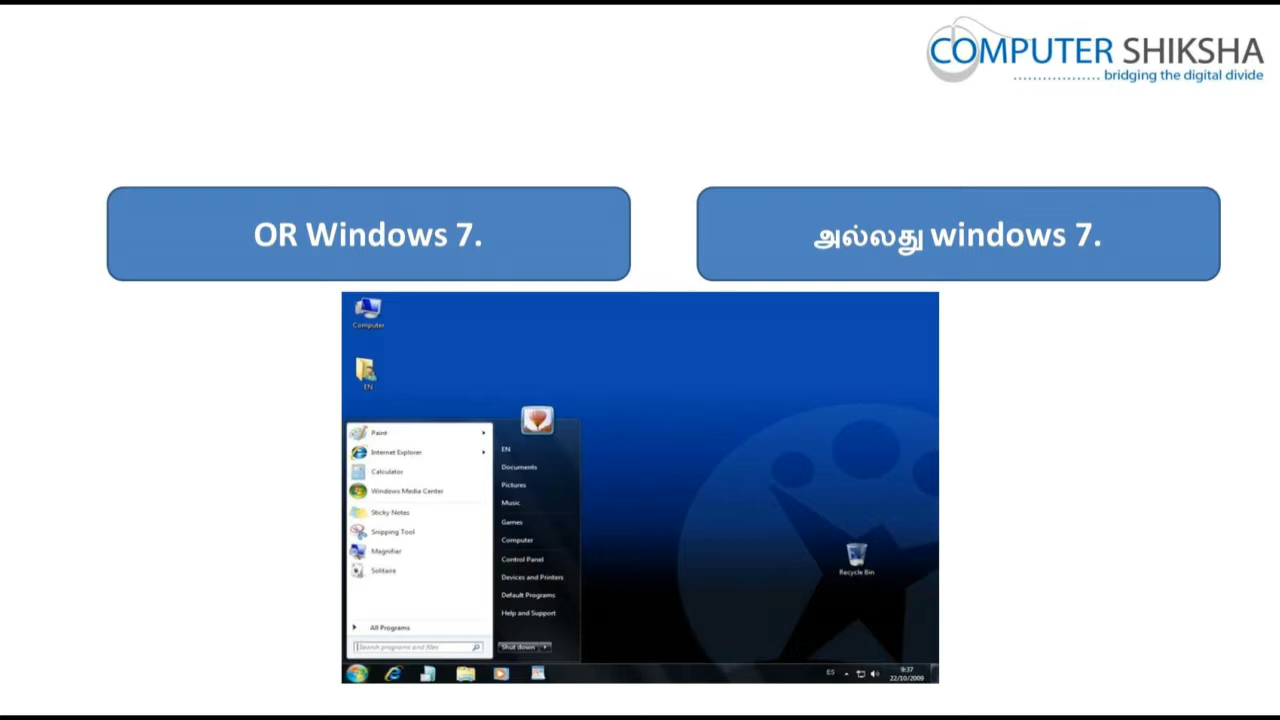 COMPUTER SHIKSHA
bridging the digital divide
OR Windows 7.
அல்லது windows 7.
Computer
EN
Paint
Internet Explorer
Calculator
Windows Media Center
Sticky Notes
Snipping Tool
Magnifier
Solitaire
All Programs
Search programs and files
EN
Documents
Pictures
Music
Games
Computer
Control Panel
Devices and Printers
Default Programs
Help and Support
Shut down
Recycle Bin
ES
9:37
22/10/2009